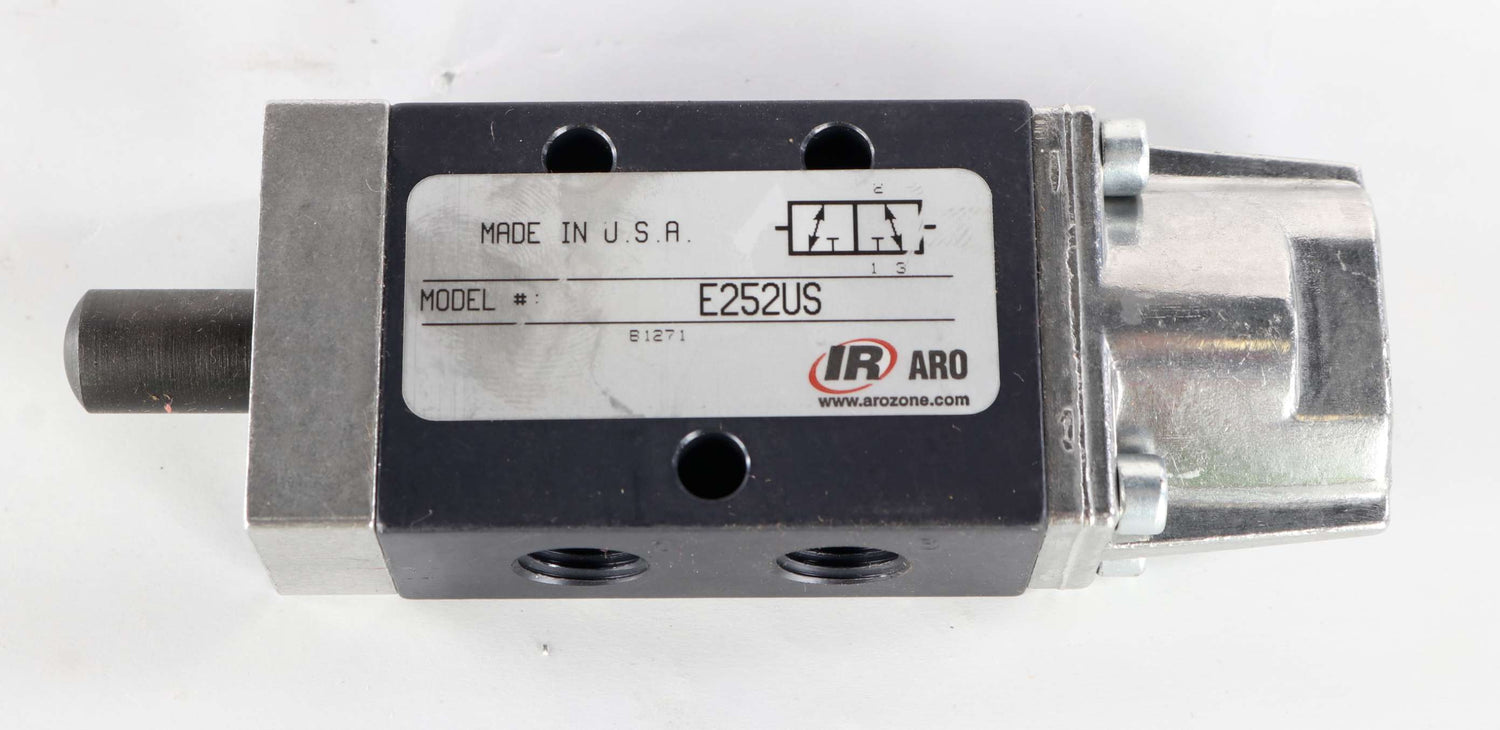 MADE IN U.S.A.
2
1 3
MODEL #: E252US
B1271
IR ARO
www.arozone.com